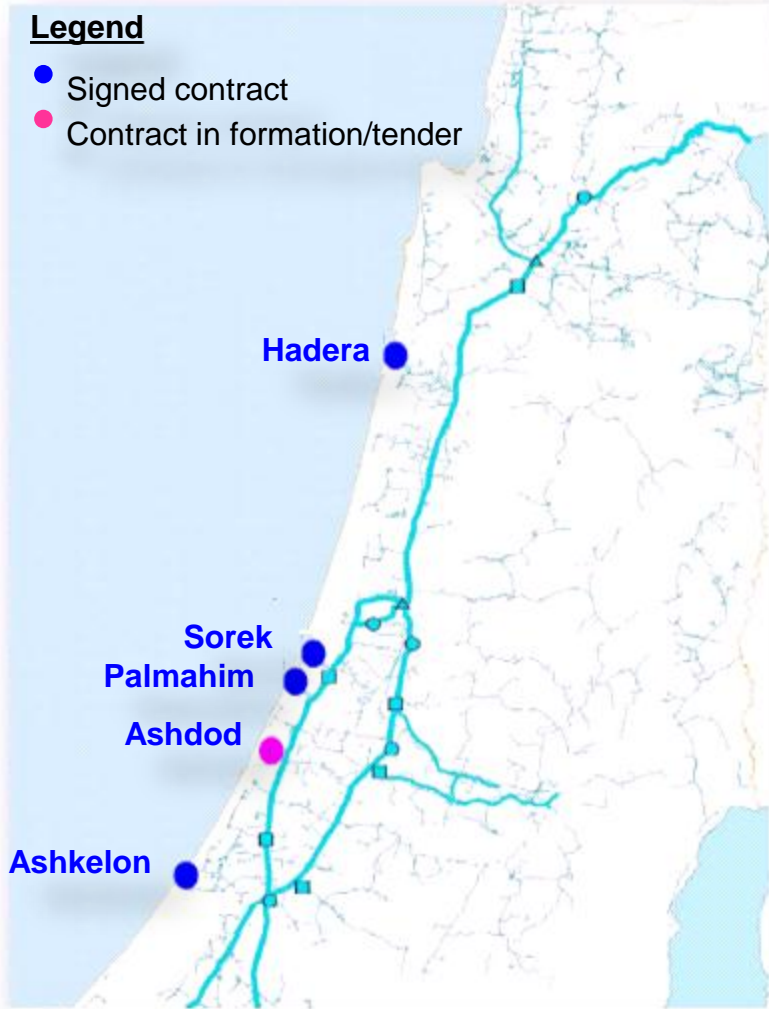 Legend
Signed contract
Contract in formation/tender
Hadera
Sorek
Palmahim
Ashdod
Ashkelon